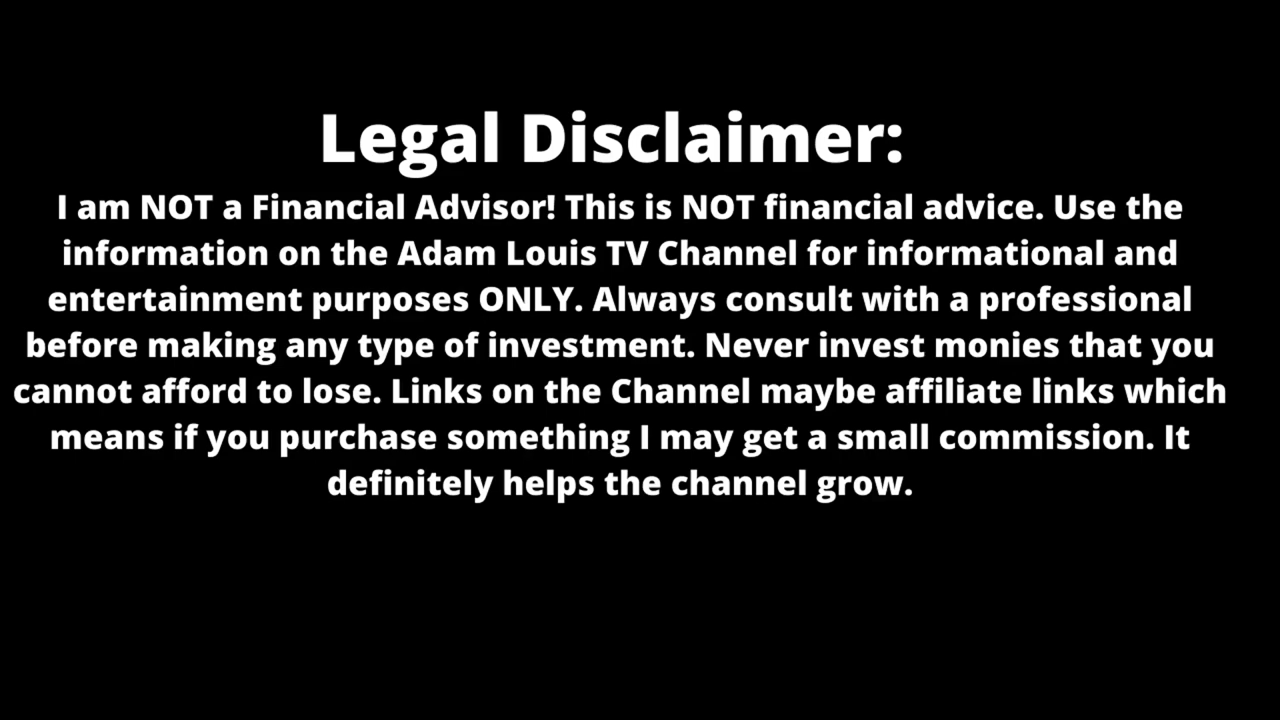 Legal Disclaimer:
I am NOT a Financial Advisor! This is NOT financial advice. Use the
information on the Adam Louis TV Channel for informational and
entertainment purposes ONLY. Always consult with a professional
before making any type of investment. Never invest monies that you
cannot afford to lose. Links on the Channel maybe affiliate links which
means if you purchase something I may get a small commission. It
definitely helps the channel grow.